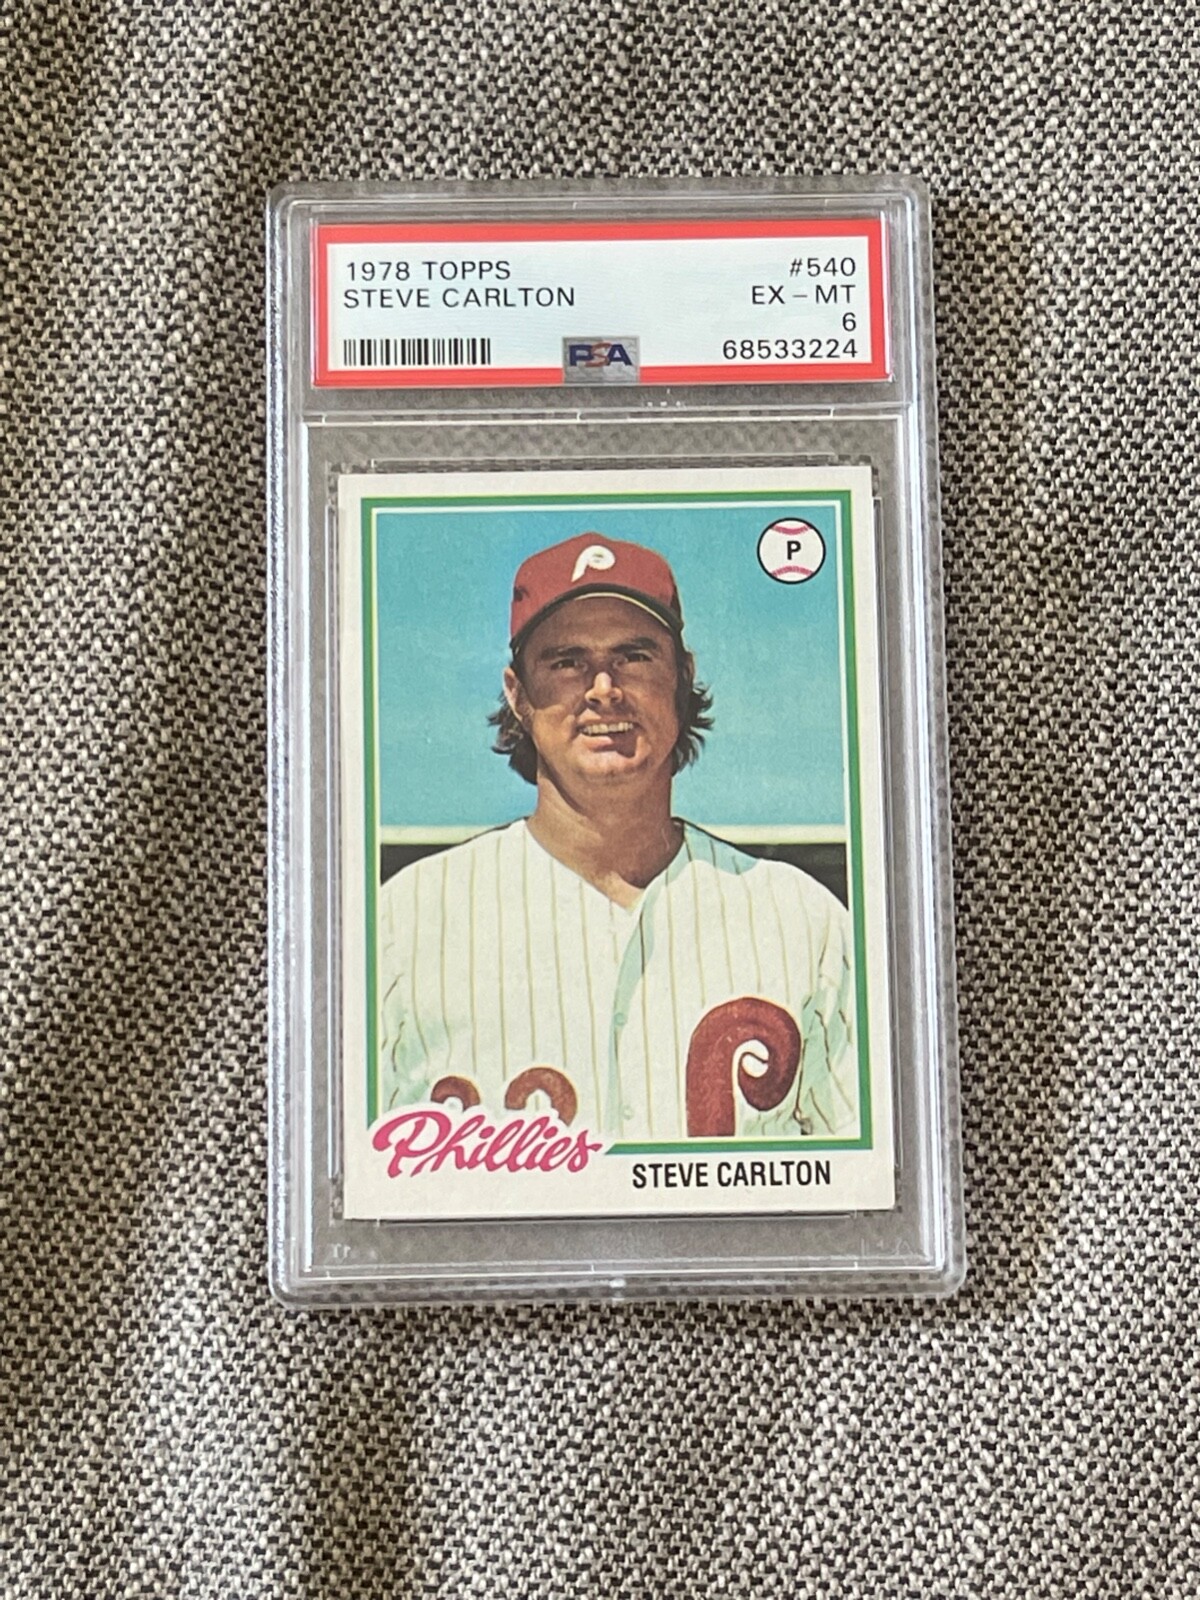 1978 TOPPS #540
STEVE CARLTON EX - MT
6
PSA 68533224
P
P
P
Phillies
STEVE CARLTON